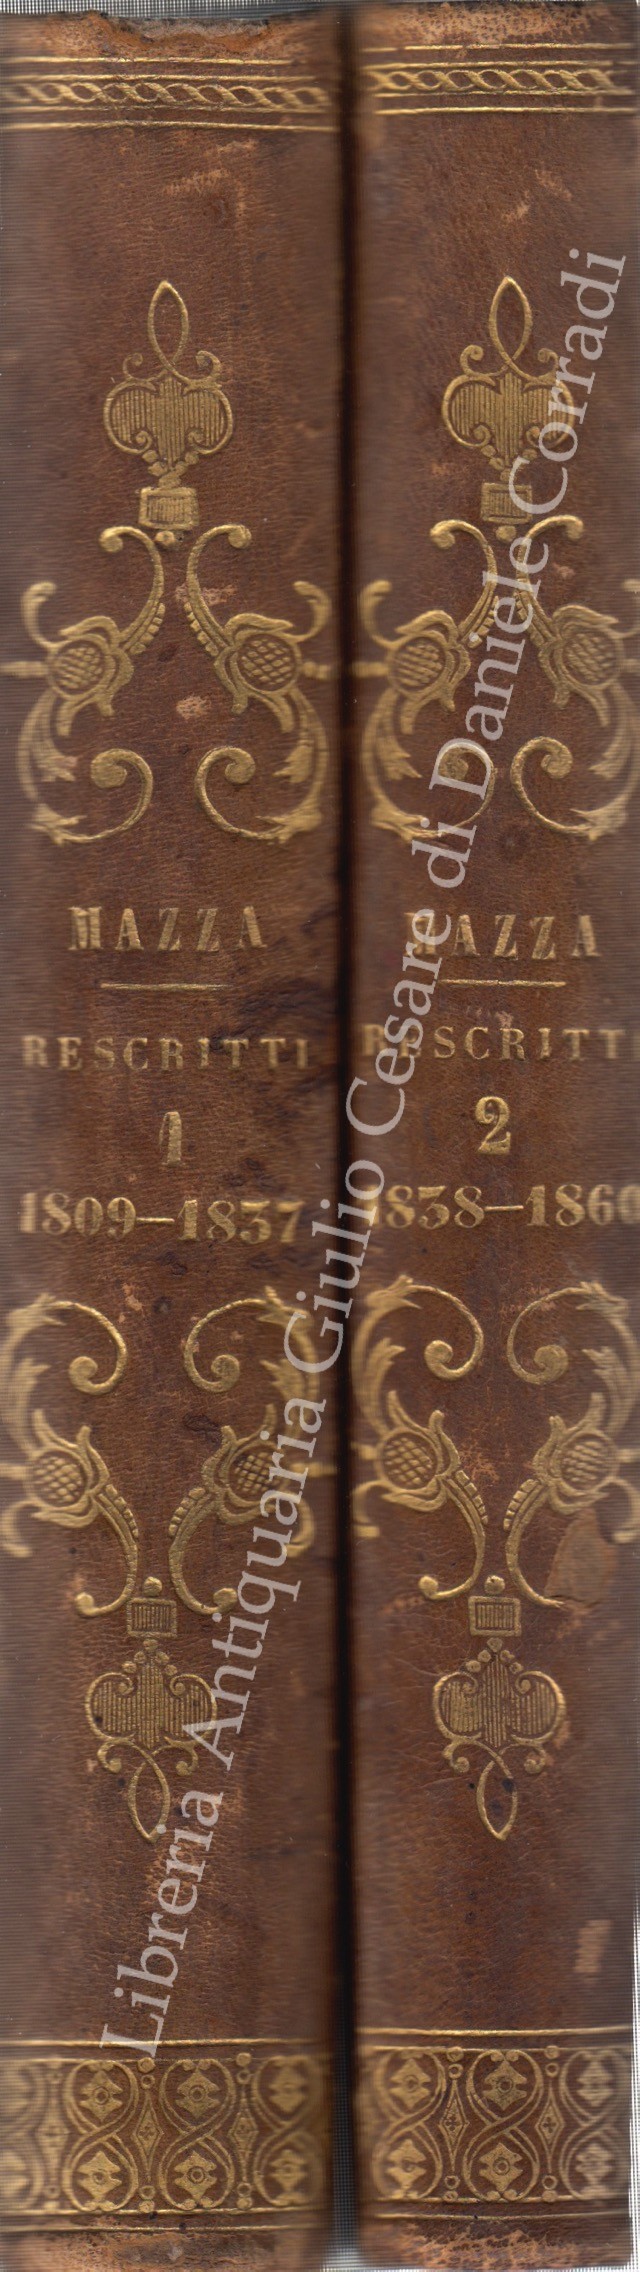 MAZZA
RESCRITTI
1
1809-1837
MAZZA
RESCRITTI
2
1838-1860
Libreria Antiquaria Giulio Cesare di Daniele Corradi